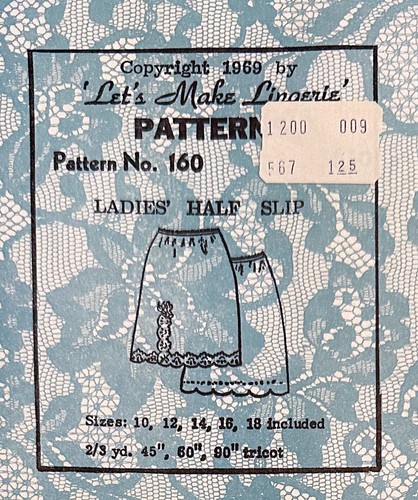 Copyright 1969 by
'Let's Make Lingerie'
PATTERN
1200 009
567 125
Pattern No. 160
LADIES' HALF SLIP
Sizes: 10, 12, 14, 16, 18 included
2/3 yd. 45", 60", 90" tricot